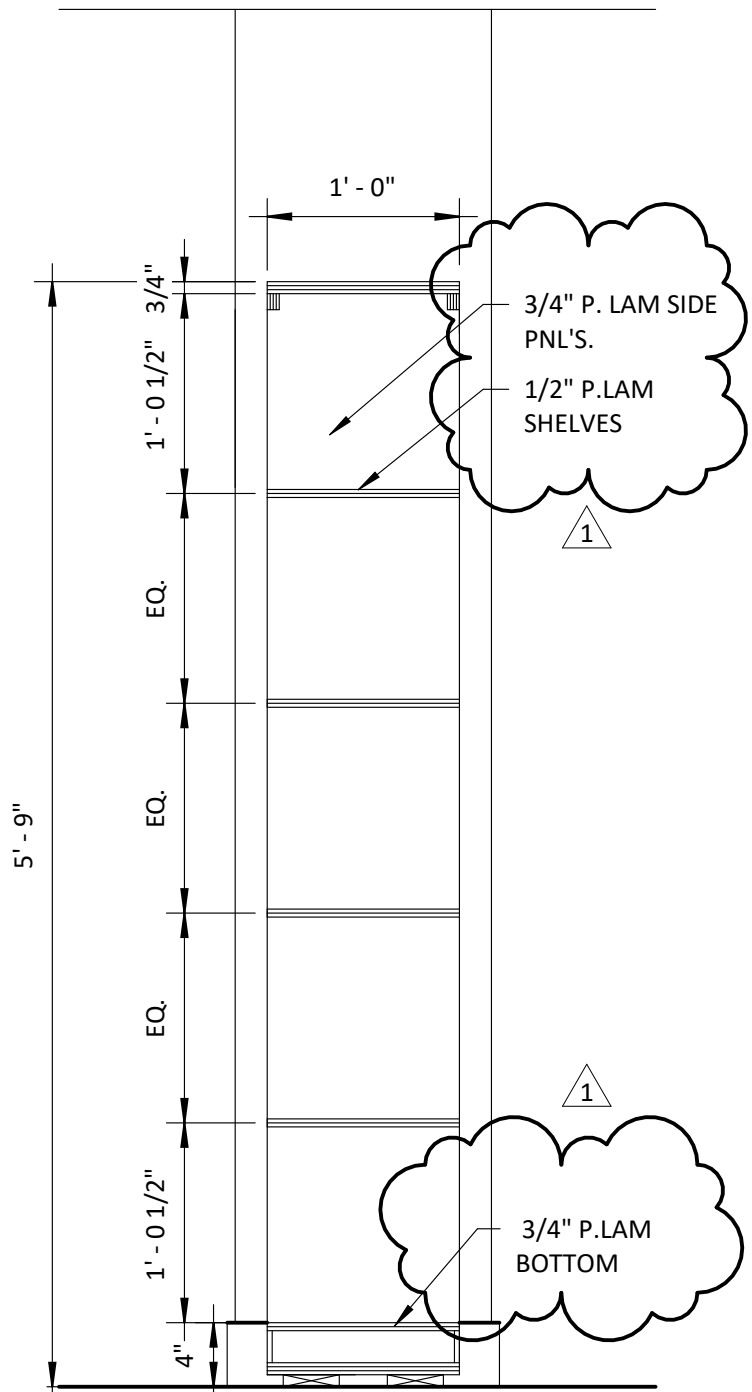 1' - 0"
3/4"
3/4" P. LAM SIDE
PNL'S.
1' - 0 1/2"
1/2" P.LAM
SHELVES
1
EQ.
EQ.
5' - 9"
EQ.
1
1' - 0 1/2"
3/4" P.LAM
BOTTOM
4"